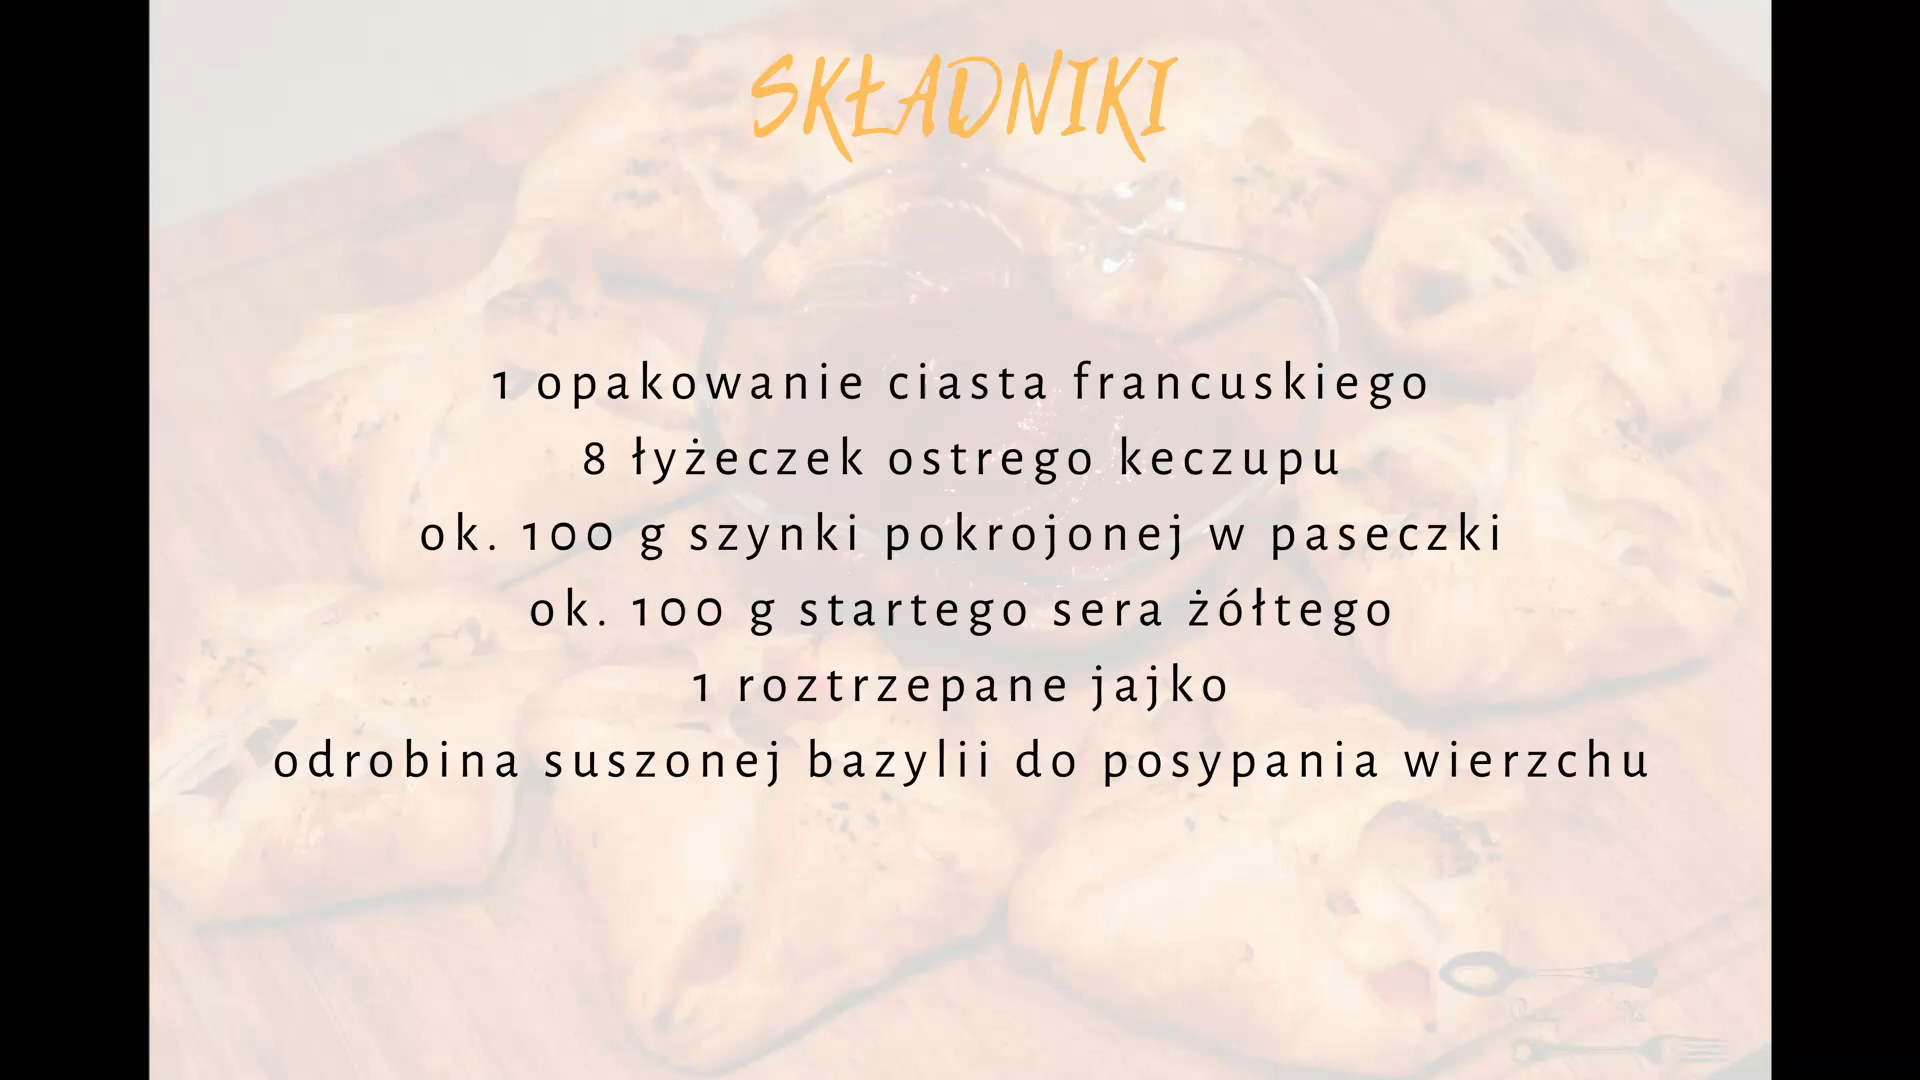 SKŁADNIKI
1 opakowanie ciasta francuskiego
8 łyżeczek ostrego keczupu
ok. 100 g szynki pokrojonej w paseczki
ok. 100 g startego sera żółtego
1 roztrzepane jajko
odrobina suszonej bazylii do posypania wierzchu